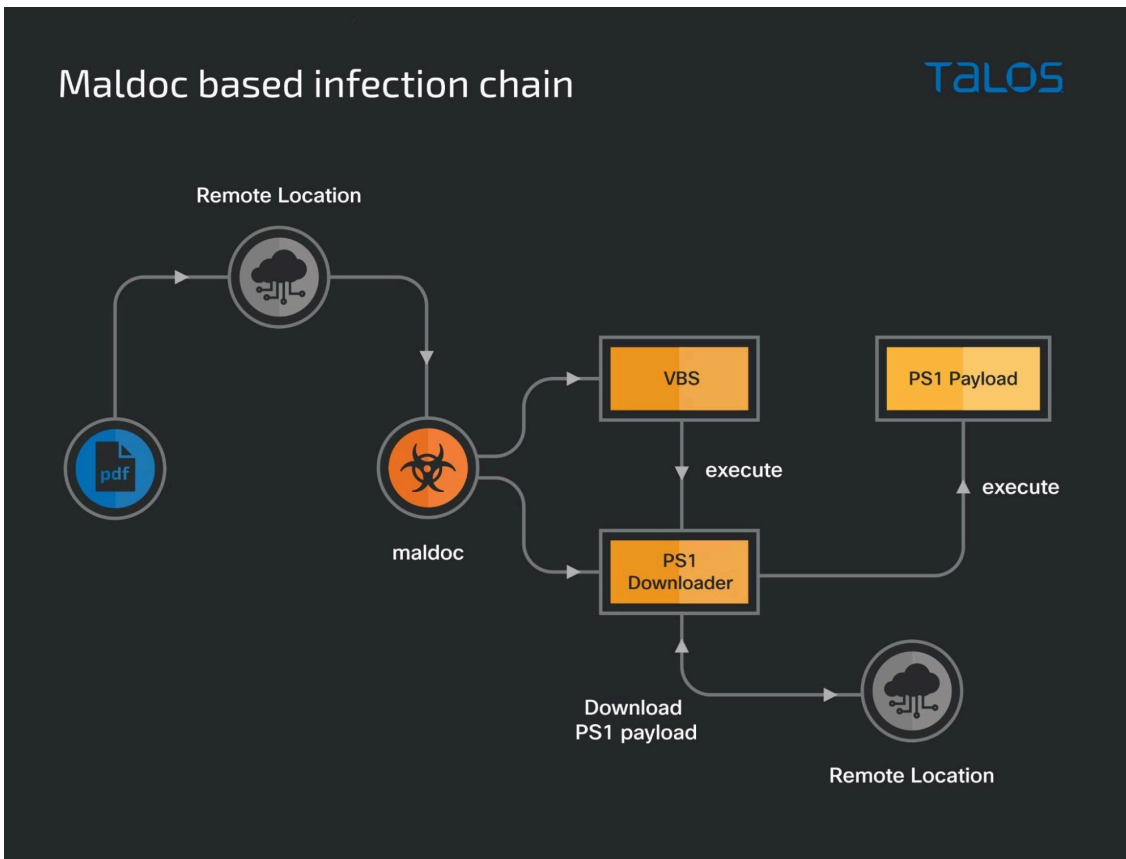 Maldoc based infection chain
TALOS
Remote Location
pdf
maldoc
VBS
execute
PS1
Downloader
PS1 Payload
execute
Download
PS1 payload
Remote Location